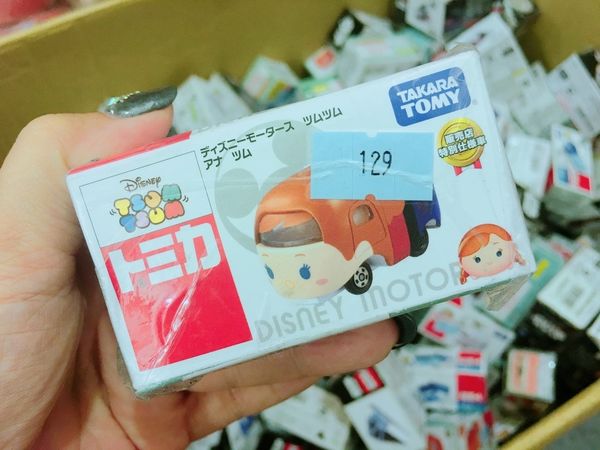 TAKARA
TOMY
販売店
特別仕様車
ディズニーモータース ツムツム
アナ ツム
129
Disney
TSUM
TSUM
トミカ
DISNEY MOTOR